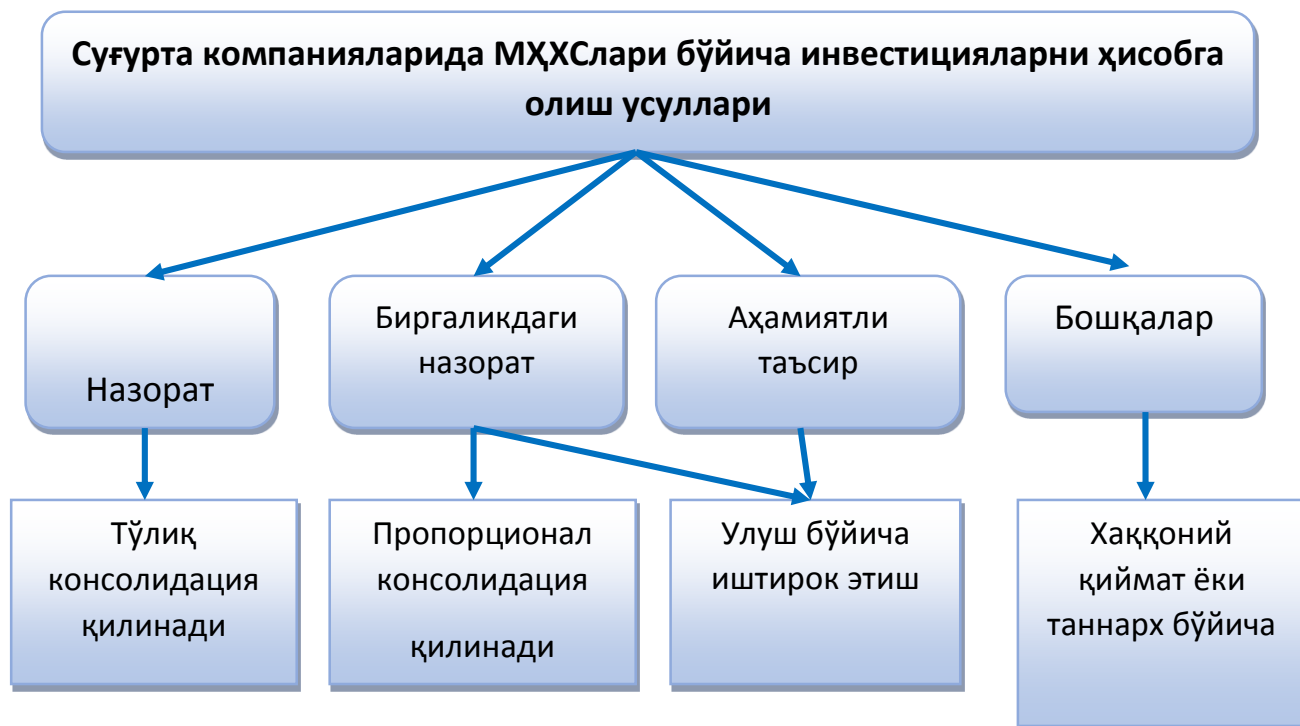 Суғурта компанияларида МҲХСлари бўйича инвестицияларни ҳисобга
олиш усуллари
Назорат
Биргаликдаги
назорат
Аҳамиятли
таъсир
Бошқалар
Тўлиқ
консолидация
қилинади
Пропорционал
консолидация
қилинади
Улуш бўйича
иштирок этиш
Хаққоний
қиймат ёки
таннарх бўйича